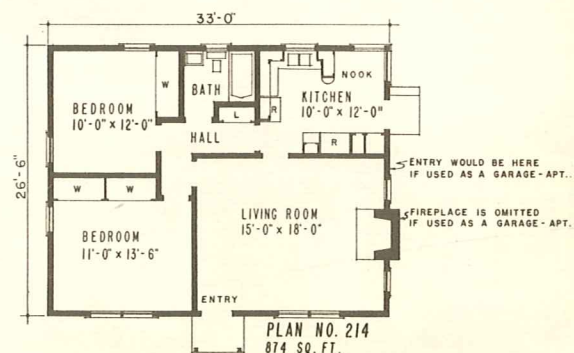 33'-0"
26'-6"
W
BATH
NOOK
BEDROOM
10'-0" x 12'-0"
KITCHEN
10'-0" x 12'-0"
R
L
HALL
R
ENTRY WOULD BE HERE
IF USED AS A GARAGE-APT..
W
W
LIVING ROOM
15'-0" x 18'-0"
FIREPLACE IS OMITTED
IF USED AS A GARAGE-APT.
BEDROOM
11'-0" x 13'-6"
ENTRY
PLAN NO. 214
874 SQ. FT.